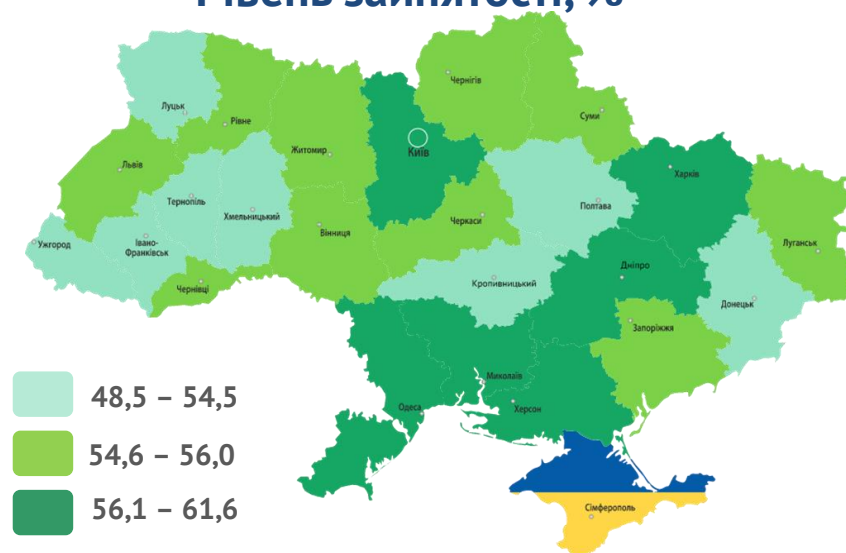 Рівень зайнятості, %
Луцьк
Рівне
Житомир
Київ
Чернігів
Суми
Львів
Тернопіль
Хмельницький
Вінниця
Черкаси
Полтава
Харків
Ужгород
Івано-
Франківськ
Чернівці
Кропивницький
Дніпро
Луганськ
Донецьк
Запоріжжя
Миколаїв
Одеса
Херсон
Сімферополь
48,5 – 54,5
54,6 – 56,0
56,1 – 61,6